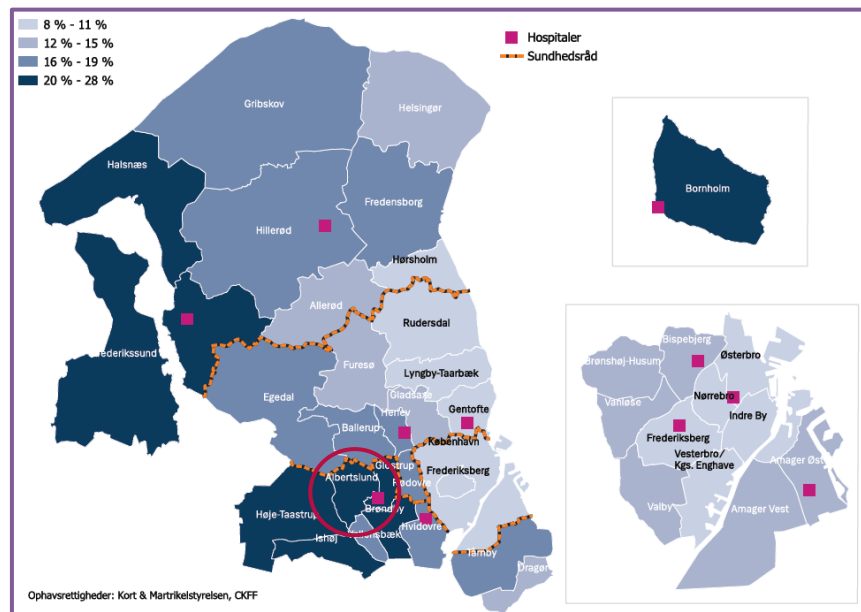 8 % - 11 %
12 % - 15 %
16 % - 19 %
20 % - 28 %
Hospitaler
Sundhedsråd
Gribskov
Helsingør
Halsnæs
Fredensborg
Hillerød
Hørsholm
Allerød
Rudersdal
Frederikssund
Furesø
Lyngby-Taarbæk
Egedal
Gladsaxe
Gentofte
Herlev
Ballerup
København
Glostrup
Frederiksberg
Albertslund
Rødovre
Høje-Taastrup
Brøndby
Hvidovre
Vallensbæk
Ishøj
Tårnby
Dragør
Bornholm
Bispebjerg
Østerbro
Brønshøj-Husum
Vanløse
Nørrebro
Indre By
Frederiksberg
Vesterbro/
Kgs. Enghave
Amager Øst
Valby
Amager Vest
Ophavsrettigheder: Kort & Martrikelstyrelsen, CKFF